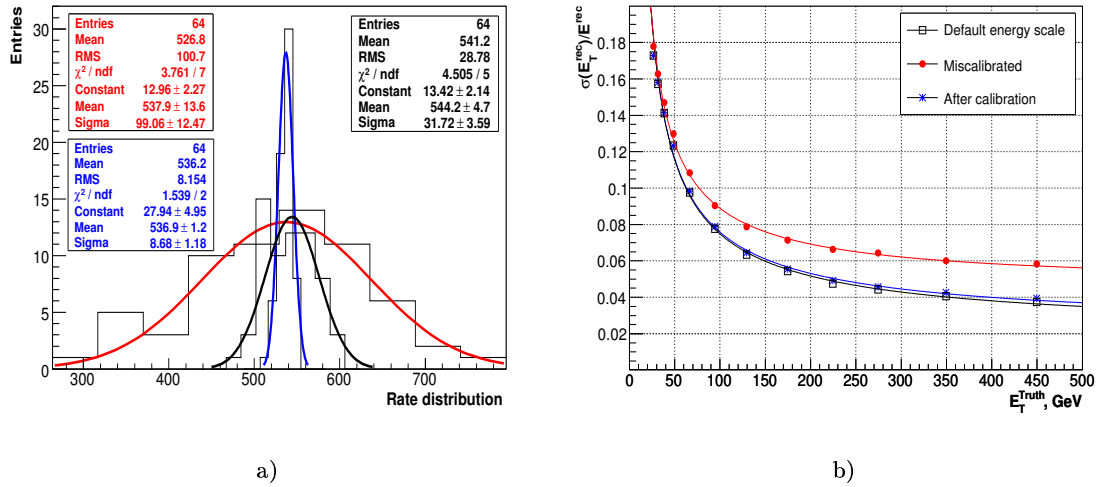 Entries
30
25
20
15
10
5
0
Entries 64
Mean 526.8
RMS 100.7
χ² / ndf 3.761 / 7
Constant 12.96 ± 2.27
Mean 537.9 ± 13.6
Sigma 99.06 ± 12.47
Entries 64
Mean 536.2
RMS 8.154
χ² / ndf 1.539 / 2
Constant 27.94 ± 4.95
Mean 536.9 ± 1.2
Sigma 8.68 ± 1.18
Entries 64
Mean 541.2
RMS 28.78
χ² / ndf 4.505 / 5
Constant 13.42 ± 2.14
Mean 544.2 ± 4.7
Sigma 31.72 ± 3.59
300 400 500 600 700
Rate distribution
a)
σ(E_T^rec)/E^rec
0.18
0.16
0.14
0.12
0.1
0.08
0.06
0.04
0.02
Default energy scale
Miscalibrated
After calibration
0 50 100 150 200 250 300 350 400 450 500
E_T^Truth, GeV
b)